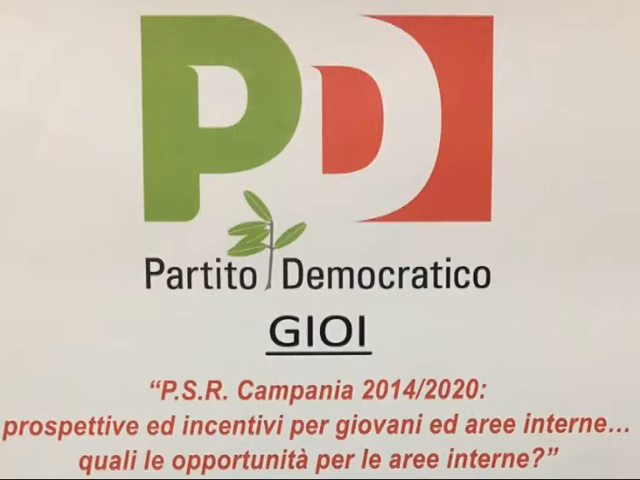 PD
Partito Democratico
GIOI
“P.S.R. Campania 2014/2020:
prospettive ed incentivi per giovani ed aree interne...
quali le opportunità per le aree interne?”